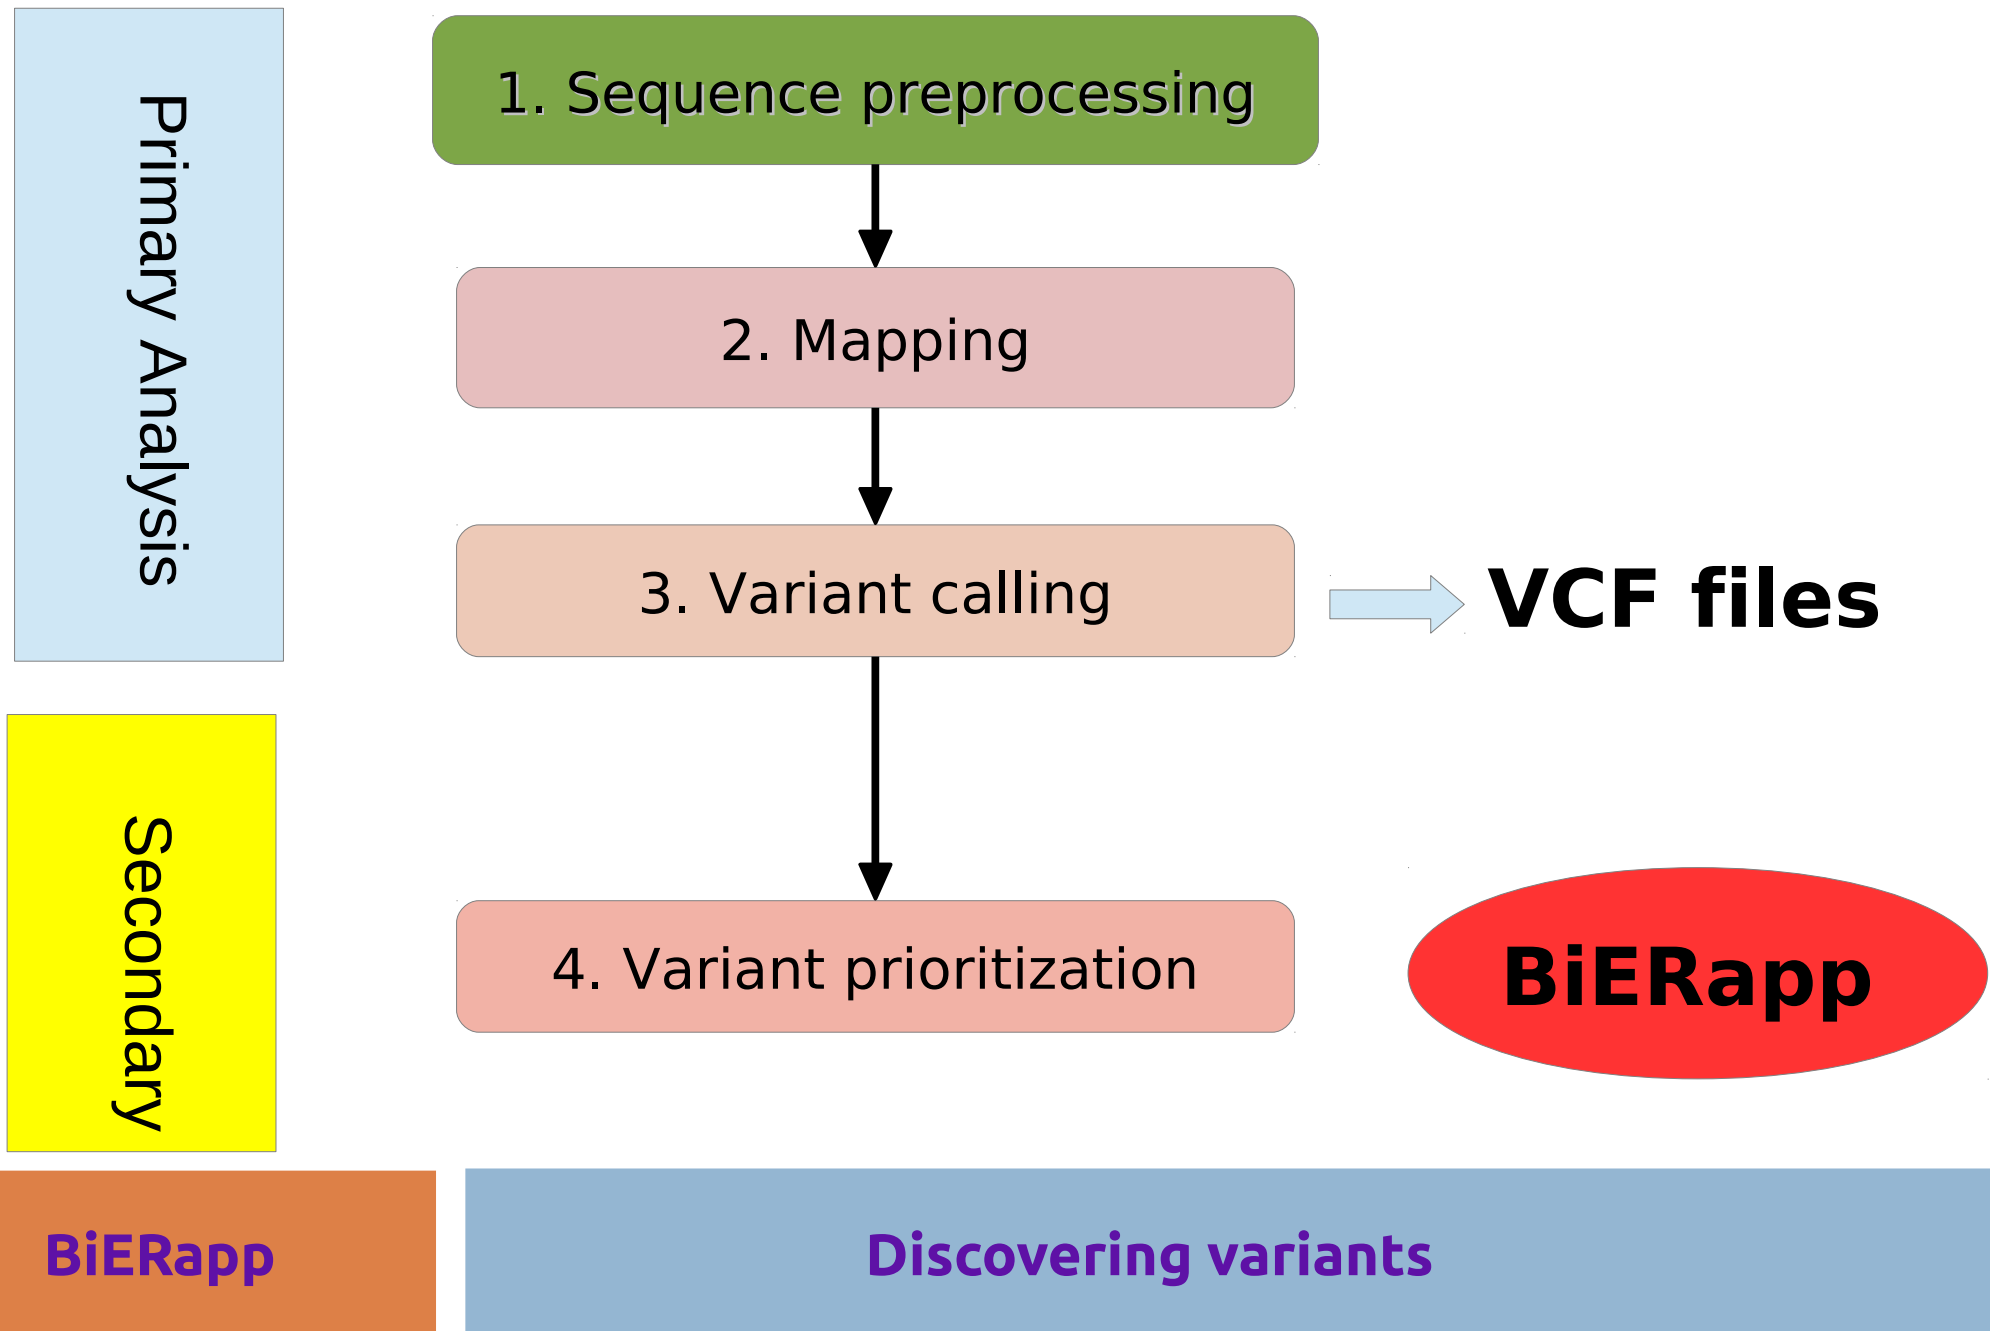 Primary Analysis
1. Sequence preprocessing
2. Mapping
3. Variant calling
VCF files
Secondary
4. Variant prioritization
BiERapp
BiERapp
Discovering variants